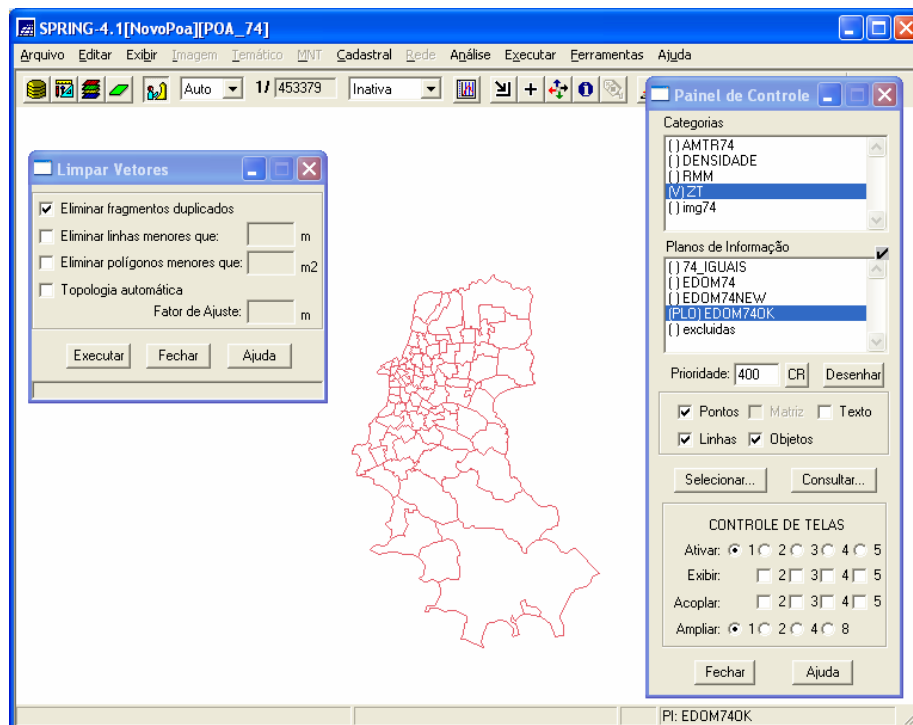 SPRING-4.1[NovoPoa][POA_74]
Arquivo Editar Exibir Imagem Temático MNT Cadastral Rede Análise Executar Ferramentas Ajuda
Auto 1/ 453379 Inativa
Limpar Vetores
Eliminar fragmentos duplicados
Eliminar linhas menores que: m
Eliminar polígonos menores que: m2
Topologia automática
Fator de Ajuste: m
Executar Fechar Ajuda
Painel de Controle
Categorias
( ) AMTR74
( ) DENSIDADE
( ) RMM
(V) ZT
( ) img74
Planos de Informação
( ) 74_IGUAIS
( ) EDOM74
( ) EDOM74NEW
(PLO) EDOM74OK
( ) excluidas
Prioridade: 400 CR Desenhar
Pontos Matriz Texto
Linhas Objetos
Selecionar... Consultar...
CONTROLE DE TELAS
Ativar: 1 2 3 4 5
Exibir: 2 3 4 5
Acoplar: 2 3 4 5
Ampliar: 1 2 4 8
Fechar Ajuda
PI: EDOM74OK